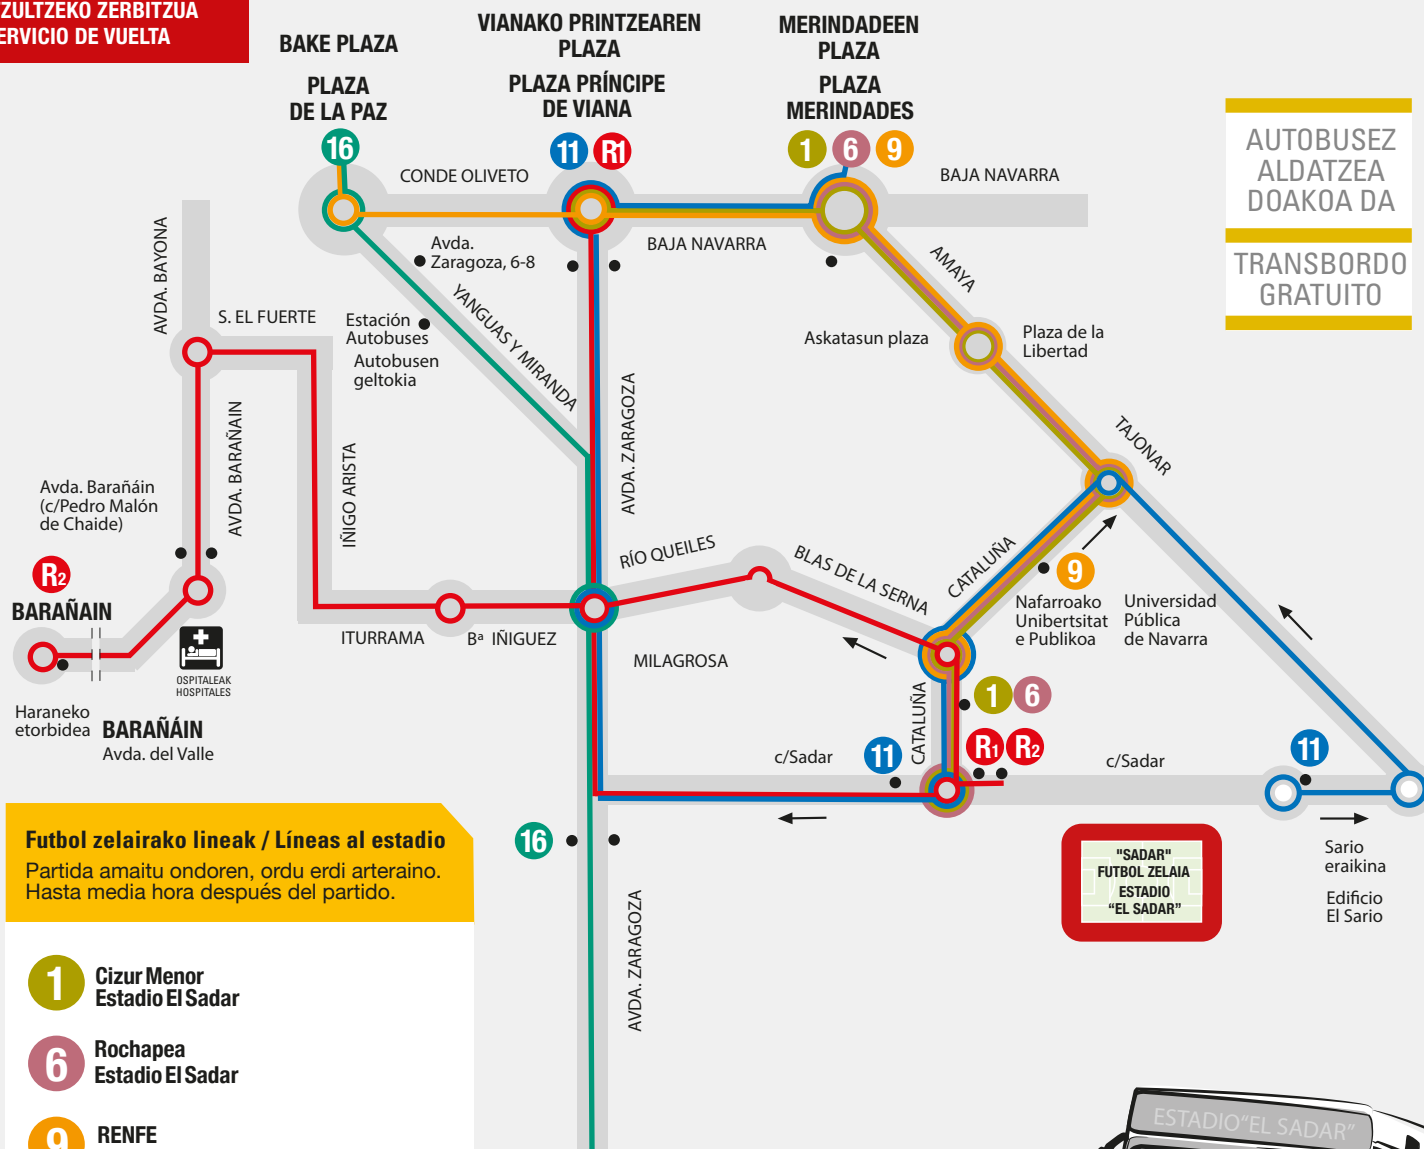 TZULTZEKO ZERBITZUA
ERVICIO DE VUELTA
BAKE PLAZA
PLAZA
DE LA PAZ
16
VIANAKO PRINTZEAREN
PLAZA
PLAZA PRÍNCIPE
DE VIANA
11 R1
MERINDADEEN
PLAZA
PLAZA
MERINDADES
1 6 9
AUTOBUSEZ
ALDATZEA
DOAKOA DA
TRANSBORDO
GRATUITO
CONDE OLIVETO
BAJA NAVARRA
BAJA NAVARRA
AVDA. BAYONA
Avda.
Zaragoza, 6-8
AMAYA
S. EL FUERTE
Estación
Autobuses
Autobusen
geltokia
YANGUAS Y MIRANDA
Askatasun plaza
Plaza de la
Libertad
AVDA. ZARAGOZA
AVDA. BARAÑAIN
IÑIGO ARISTA
TAJONAR
Avda. Barañáin
(c/Pedro Malón
de Chaide)
R2
BARAÑAIN
RÍO QUEILES
BLAS DE LA SERNA
CATALUÑA
9
Nafarroako
Unibertsitat
e Publikoa
Universidad
Pública
de Navarra
ITURRAMA
Bª IÑIGUEZ
MILAGROSA
OSPITALEAK
HOSPITALES
Haraneko
etorbidea
BARAÑÁIN
Avda. del Valle
CATALUÑA
1 6
R1 R2
c/Sadar
11
c/Sadar
11
16
"SADAR"
FUTBOL ZELAIA
ESTADIO
“EL SADAR”
Sario
eraikina
Edificio
El Sario
AVDA. ZARAGOZA
Futbol zelairako lineak / Líneas al estadio
Partida amaitu ondoren, ordu erdi arteraino.
Hasta media hora después del partido.
1 Cizur Menor
Estadio El Sadar
6 Rochapea
Estadio El Sadar
9 RENFE
ESTADIO“EL SADAR”